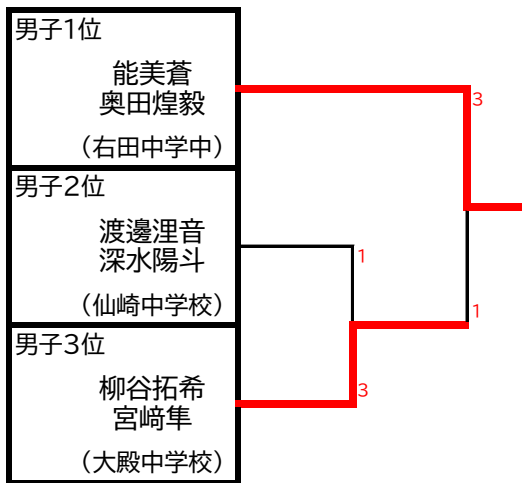 男子1位
能美蒼
奥田煌毅
（右田中学中）
3
男子2位
渡邊浬音
深水陽斗
（仙崎中学校）
1
1
男子3位
柳谷拓希
宮﨑隼
（大殿中学校）
3